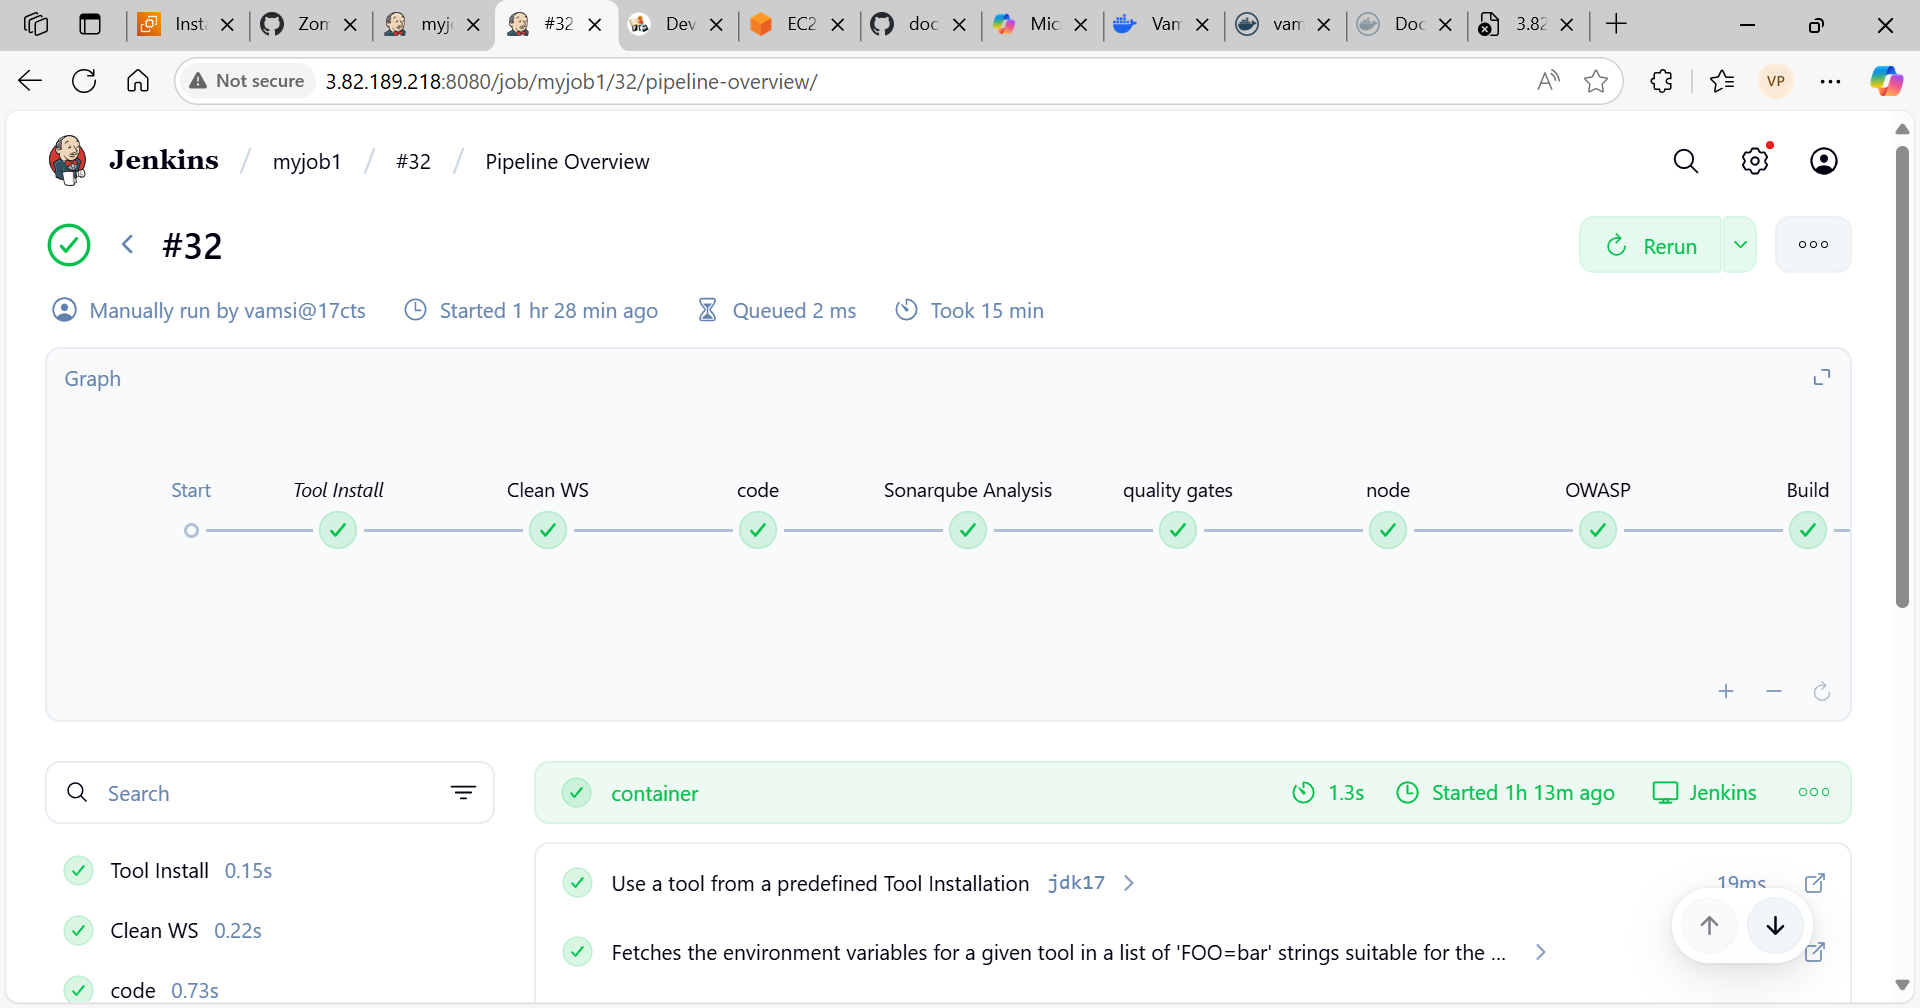 Insta
Zom
myj
#32
Dev
EC2
doc
Mic
Vam
vam
Doc
3.82
Not secure
3.82.189.218:8080/job/myjob1/32/pipeline-overview/
VP
Jenkins / myjob1 / #32 / Pipeline Overview
#32
Rerun
Manually run by vamsi@17cts
Started 1 hr 28 min ago
Queued 2 ms
Took 15 min
Graph
Start
Tool Install
Clean WS
code
Sonarqube Analysis
quality gates
node
OWASP
Build
Search
container
1.3s
Started 1h 13m ago
Jenkins
Tool Install 0.15s
Clean WS 0.22s
code 0.73s
Use a tool from a predefined Tool Installation jdk17
19ms
Fetches the environment variables for a given tool in a list of 'FOO=bar' strings suitable for the ...